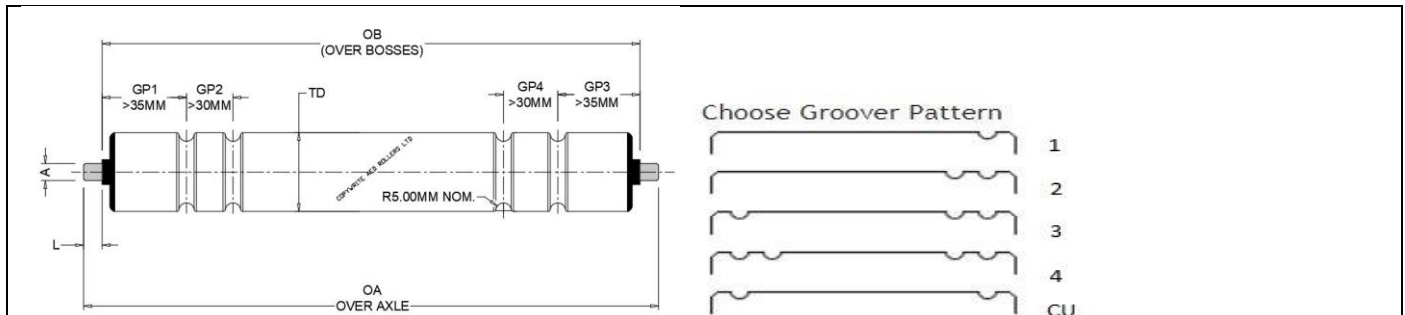 OB
(OVER BOSSES)
GP1
>35MM
GP2
>30MM
TD
GP4
>30MM
GP3
>35MM
A
COPYWRITE AEB ROLLERS LTD
R5.00MM NOM.
L
OA
OVER AXLE
Choose Groover Pattern
1
2
3
4
CU